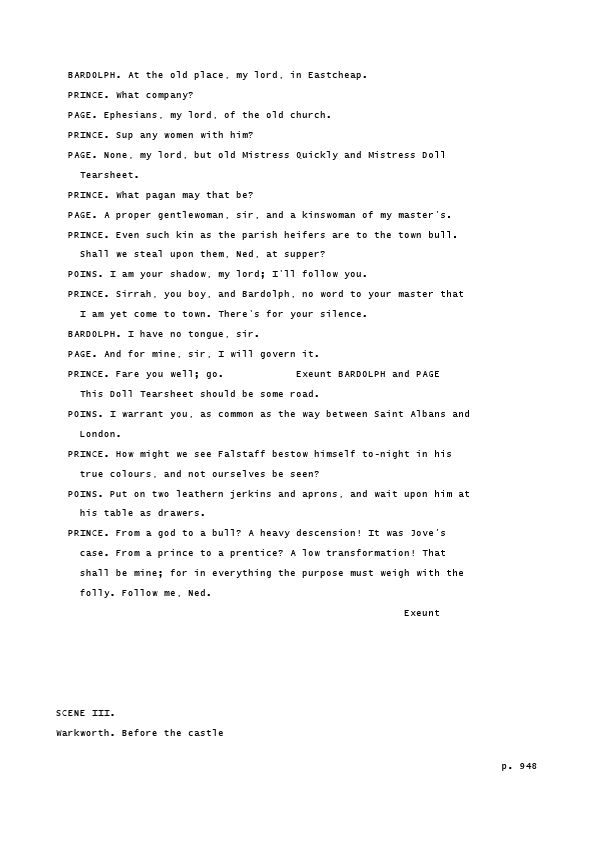 BARDOLPH. At the old place, my lord, in Eastcheap.
PRINCE. What company?
PAGE. Ephesians, my lord, of the old church.
PRINCE. Sup any women with him?
PAGE. None, my lord, but old Mistress Quickly and Mistress Doll
Tearsheet.
PRINCE. What pagan may that be?
PAGE. A proper gentlewoman, sir, and a kinswoman of my master's.
PRINCE. Even such kin as the parish heifers are to the town bull.
Shall we steal upon them, Ned, at supper?
POINS. I am your shadow, my lord; I'll follow you.
PRINCE. Sirrah, you boy, and Bardolph, no word to your master that
I am yet come to town. There's for your silence.
BARDOLPH. I have no tongue, sir.
PAGE. And for mine, sir, I will govern it.
PRINCE. Fare you well; go. Exeunt BARDOLPH and PAGE
This Doll Tearsheet should be some road.
POINS. I warrant you, as common as the way between Saint Albans and
London.
PRINCE. How might we see Falstaff bestow himself to-night in his
true colours, and not ourselves be seen?
POINS. Put on two leathern jerkins and aprons, and wait upon him at
his table as drawers.
PRINCE. From a god to a bull? A heavy descension! It was Jove's
case. From a prince to a prentice? A low transformation! That
shall be mine; for in everything the purpose must weigh with the
folly. Follow me, Ned.
Exeunt
SCENE III.
Warkworth. Before the castle
p. 948